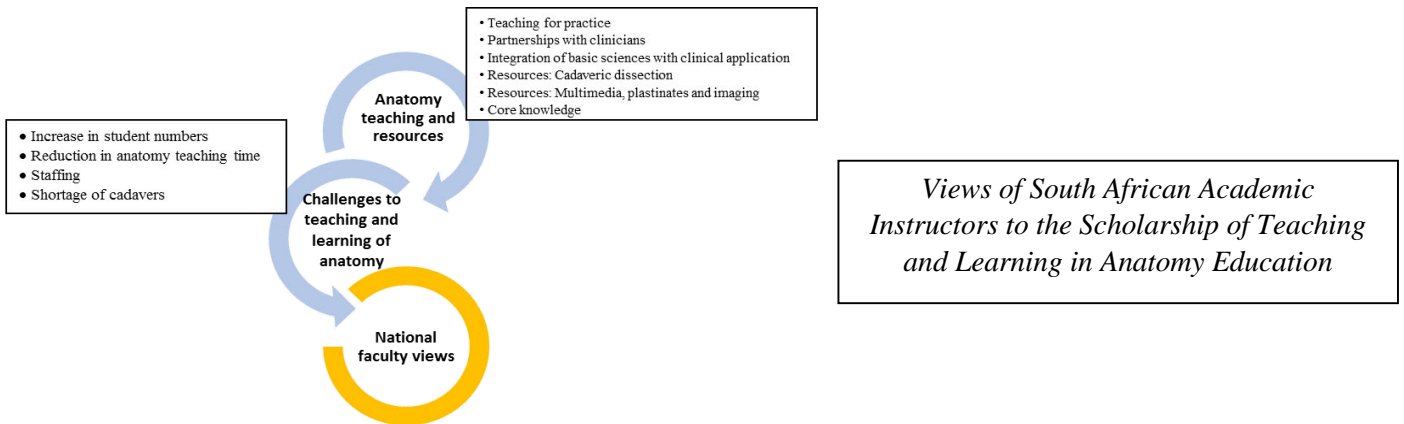 • Teaching for practice
• Partnerships with clinicians
• Integration of basic sciences with clinical application
• Resources: Cadaveric dissection
• Resources: Multimedia, plastinates and imaging
• Core knowledge
Anatomy
teaching and
resources
• Increase in student numbers
• Reduction in anatomy teaching time
• Staffing
• Shortage of cadavers
Challenges to
teaching and
learning of
anatomy
National
faculty views
Views of South African Academic
Instructors to the Scholarship of Teaching
and Learning in Anatomy Education